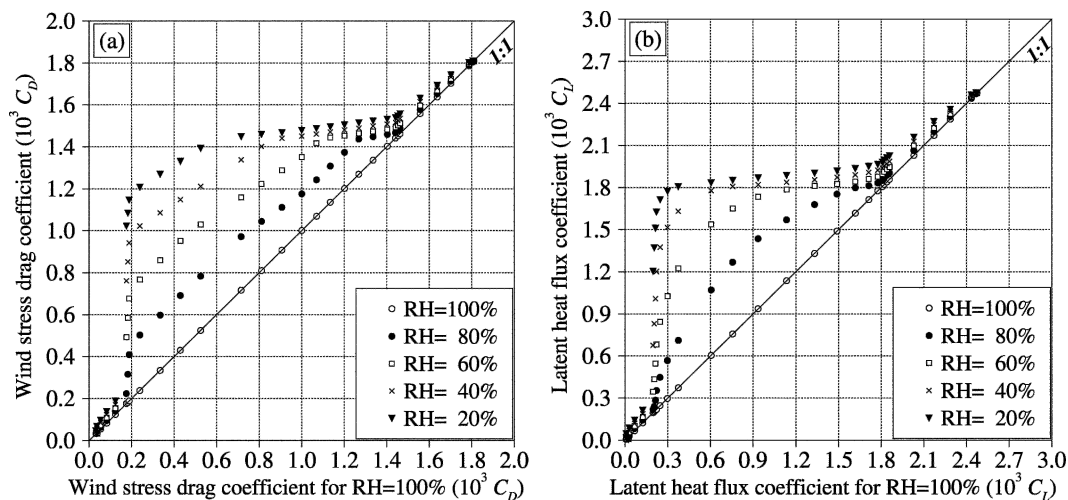 (a)
1:1
Wind stress drag coefficient (10³ C_D)
2.0
1.8
1.6
1.4
1.2
1.0
0.8
0.6
0.4
0.2
0.0
RH=100%
RH= 80%
RH= 60%
RH= 40%
RH= 20%
0.0 0.2 0.4 0.6 0.8 1.0 1.2 1.4 1.6 1.8 2.0
Wind stress drag coefficient for RH=100% (10³ C_D)
(b)
1:1
Latent heat flux coefficient (10³ C_L)
3.0
2.7
2.4
2.1
1.8
1.5
1.2
0.9
0.6
0.3
0.0
RH=100%
RH= 80%
RH= 60%
RH= 40%
RH= 20%
0.0 0.3 0.6 0.9 1.2 1.5 1.8 2.1 2.4 2.7 3.0
Latent heat flux coefficient for RH=100% (10³ C_L)